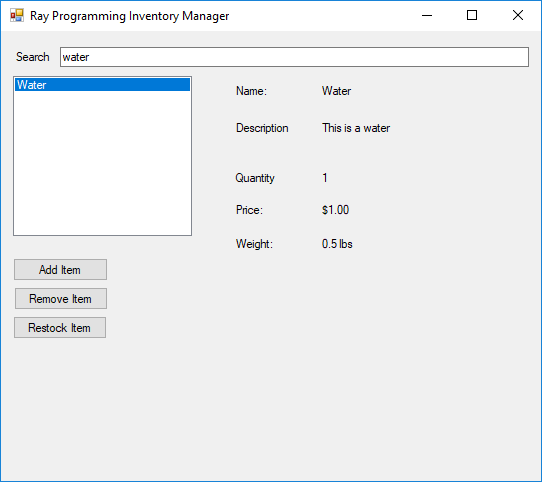 Ray Programming Inventory Manager
Search water
Water
Name: Water
Description This is a water
Quantity 1
Price: $1.00
Weight: 0.5 lbs
Add Item
Remove Item
Restock Item